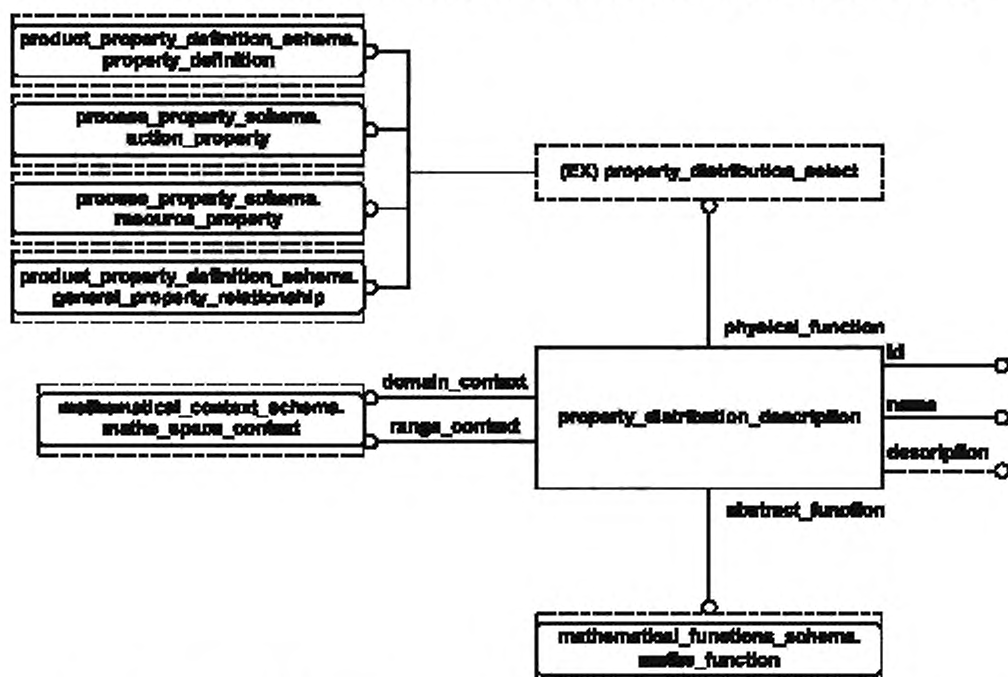 product_property_definition_schema.
property_definition
process_property_schema.
action_property
(EX) property_distribution_select
process_property_schema.
resource_property
product_property_definition_schema.
general_property_relationship
physical_function
id
domain_context
mathematical_context_schema.
maths_space_context
name
property_distribution_description
range_context
description
abstract_function
mathematical_functions_schema.
maths_function